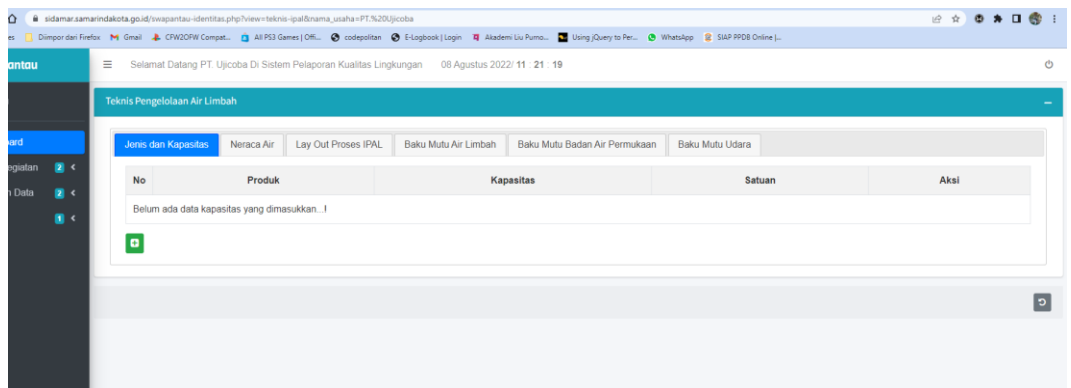 sidamar.samarindakota.go.id/swapantau-identitas.php?view=teknis-ipal&nama_usaha=PT.%20Ujicoba
es Diimpor dari Firefox Gmail CFW2OFW Compat... All PS3 Games | Offi... codepolitan E-Logbook | Login Akademi Liu Purno... Using jQuery to Per... WhatsApp SIAP PPDB Online |...
antau
Selamat Datang PT. Ujicoba Di Sistem Pelaporan Kualitas Lingkungan 08 Agustus 2022/ 11 : 21 : 19
Teknis Pengelolaan Air Limbah
ard
egiatan 2
n Data 2
1
Jenis dan Kapasitas Neraca Air Lay Out Proses IPAL Baku Mutu Air Limbah Baku Mutu Badan Air Permukaan Baku Mutu Udara
No Produk Kapasitas Satuan Aksi
Belum ada data kapasitas yang dimasukkan...!